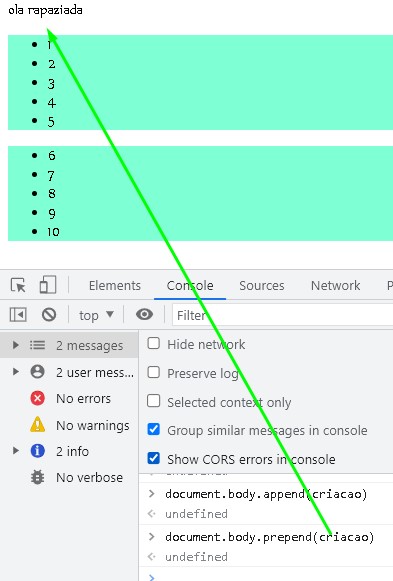 ola rapaziada
1
2
3
4
5
6
7
8
9
10
Elements Console Sources Network P
top Filter
2 messages
2 user mess...
No errors
No warnings
2 info
No verbose
Hide network
Preserve log
Selected context only
Group similar messages in console
Show CORS errors in console
undefined
document.body.append(criacao)
undefined
document.body.prepend(criacao)
undefined